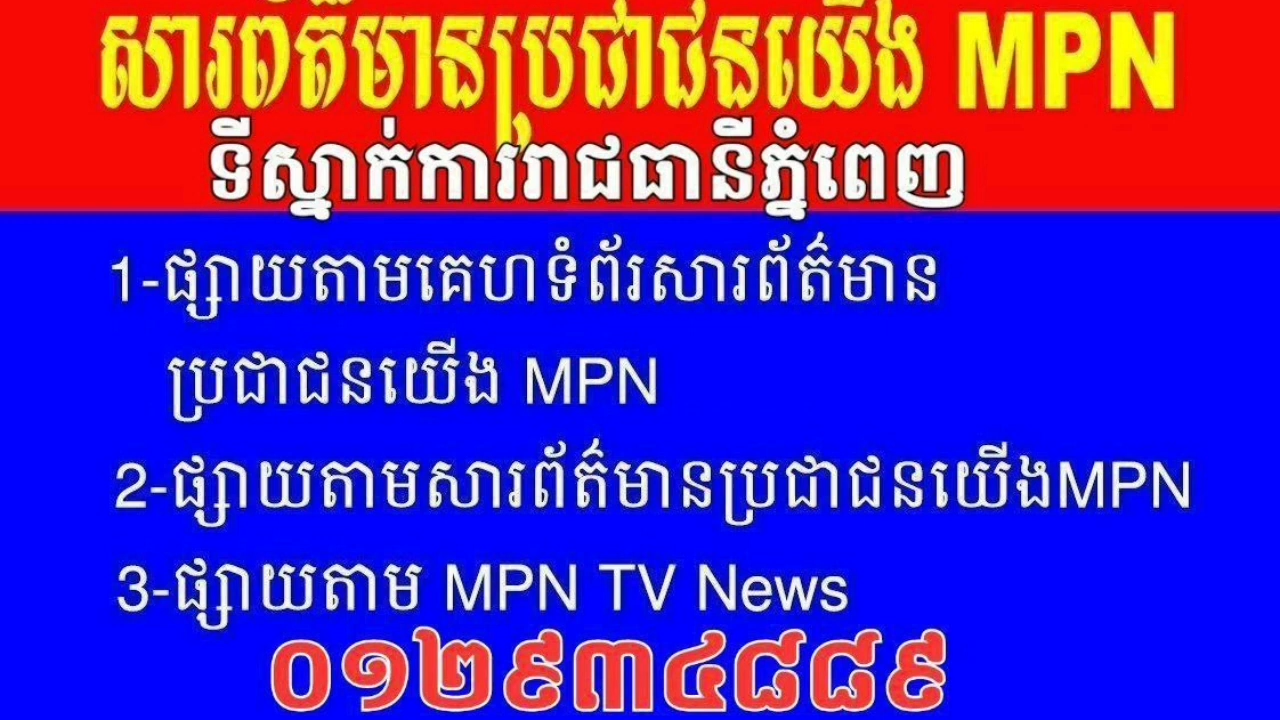 សារព័ត៌មានប្រជាជនយើង MPN
ទីស្នាក់ការរាជធានីភ្នំពេញ
1-ផ្សាយតាមគេហទំព័រសារព័ត៌មាន
ប្រជាជនយើង MPN
2-ផ្សាយតាមសារព័ត៌មានប្រជាជនយើងMPN
3-ផ្សាយតាម MPN TV News
០១២៩៣៤៨៨៩